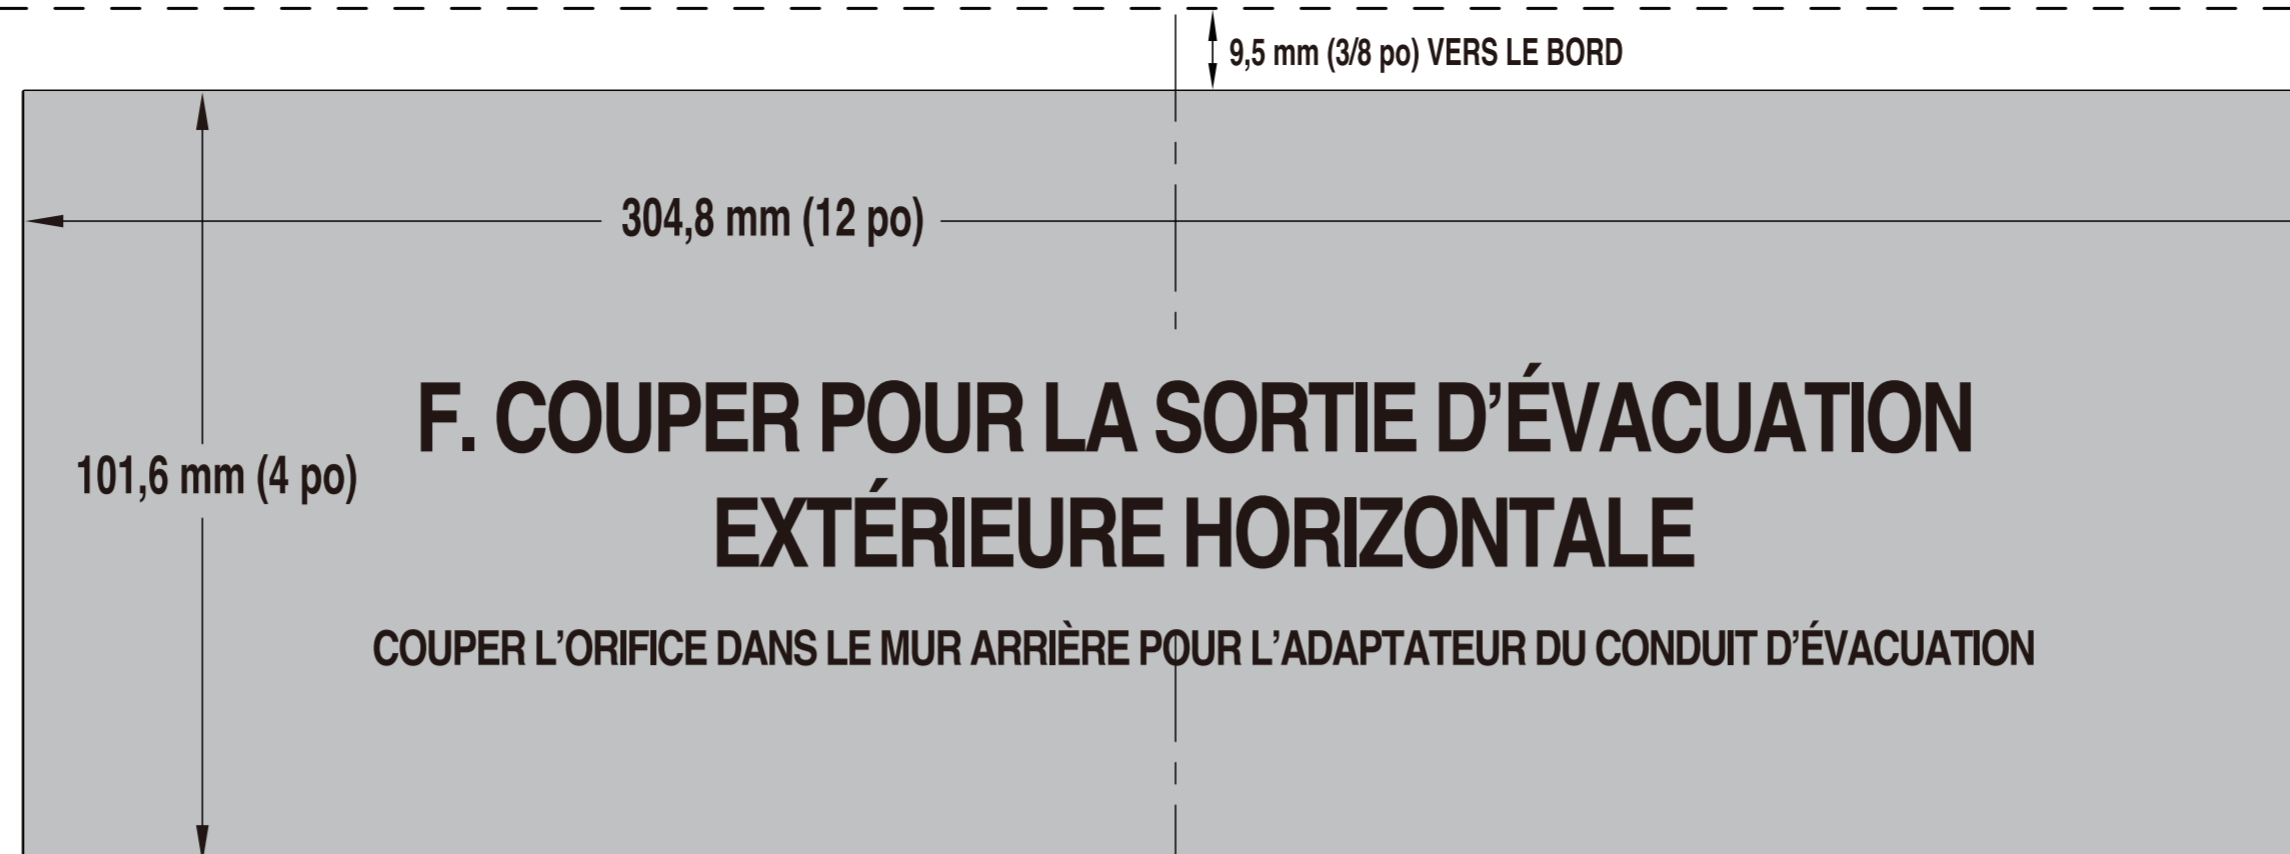 9,5 mm (3/8 po) VERS LE BORD
304,8 mm (12 po)
F. COUPER POUR LA SORTIE D’ÉVACUATION
101,6 mm (4 po)
EXTÉRIEURE HORIZONTALE
COUPER L’ORIFICE DANS LE MUR ARRIÈRE POUR L’ADAPTATEUR DU CONDUIT D’ÉVACUATION